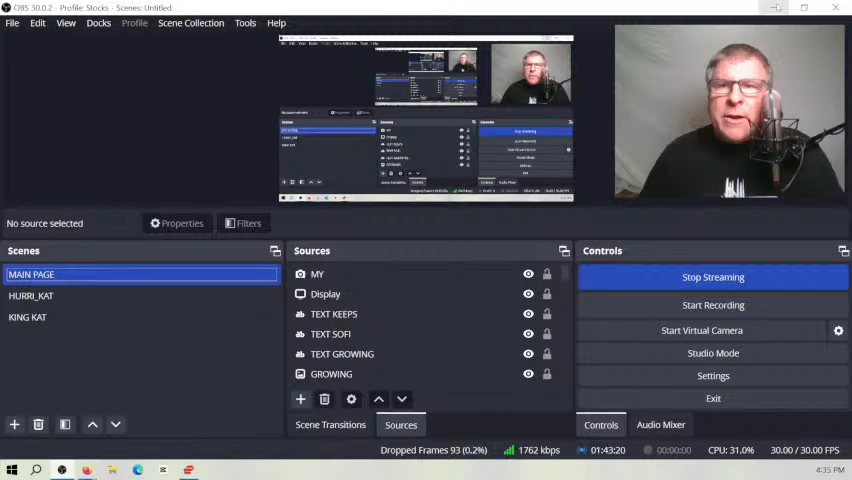 OBS 30.0.2 - Profile: Stocks - Scenes: Untitled
File Edit View Docks Profile Scene Collection Tools Help
No source selected
Properties Filters
Scenes
MAIN PAGE
HURRI_KAT
KING KAT
Sources
MY
Display
TEXT KEEPS
TEXT SOFI
TEXT GROWING
GROWING
Scene Transitions Sources
Controls
Stop Streaming
Start Recording
Start Virtual Camera
Studio Mode
Settings
Exit
Controls Audio Mixer
Dropped Frames 93 (0.2%) 1762 kbps 01:43:20 00:00:00 CPU: 31.0% 30.00 / 30.00 FPS
4:35 PM